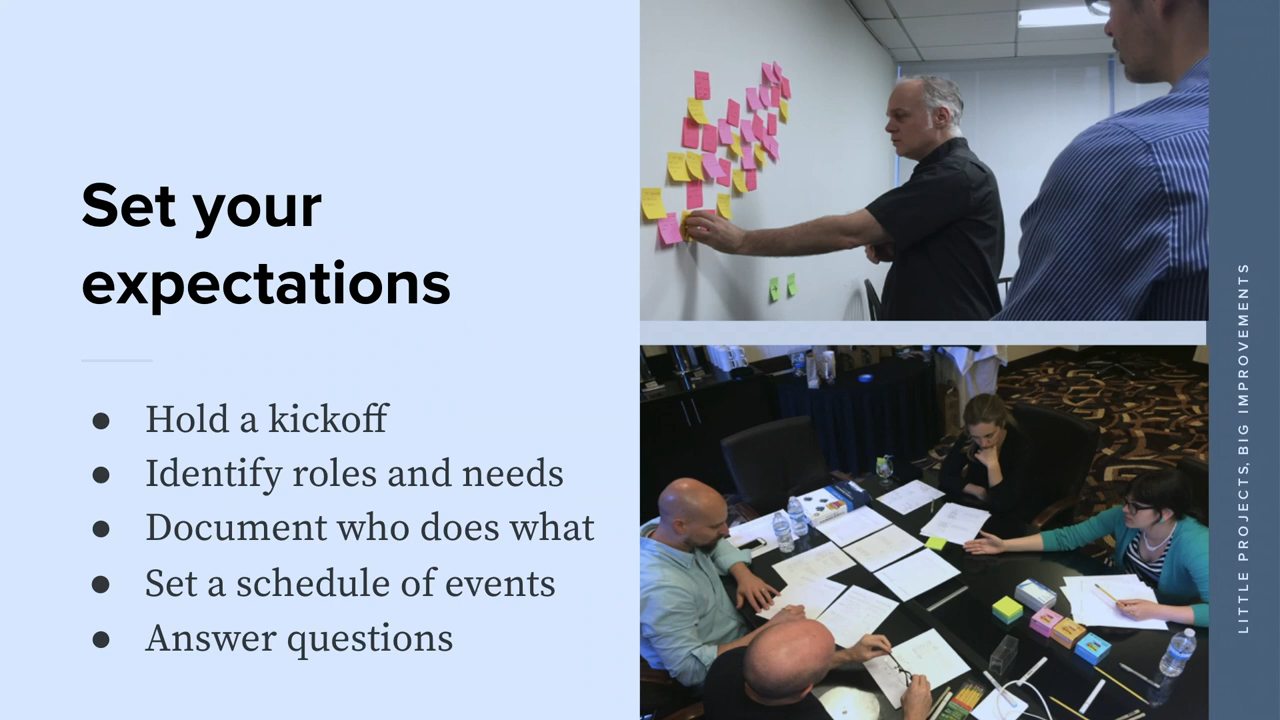 Set your
expectations
● Hold a kickoff
● Identify roles and needs
● Document who does what
● Set a schedule of events
● Answer questions
LITTLE PROJECTS, BIG IMPROVEMENTS